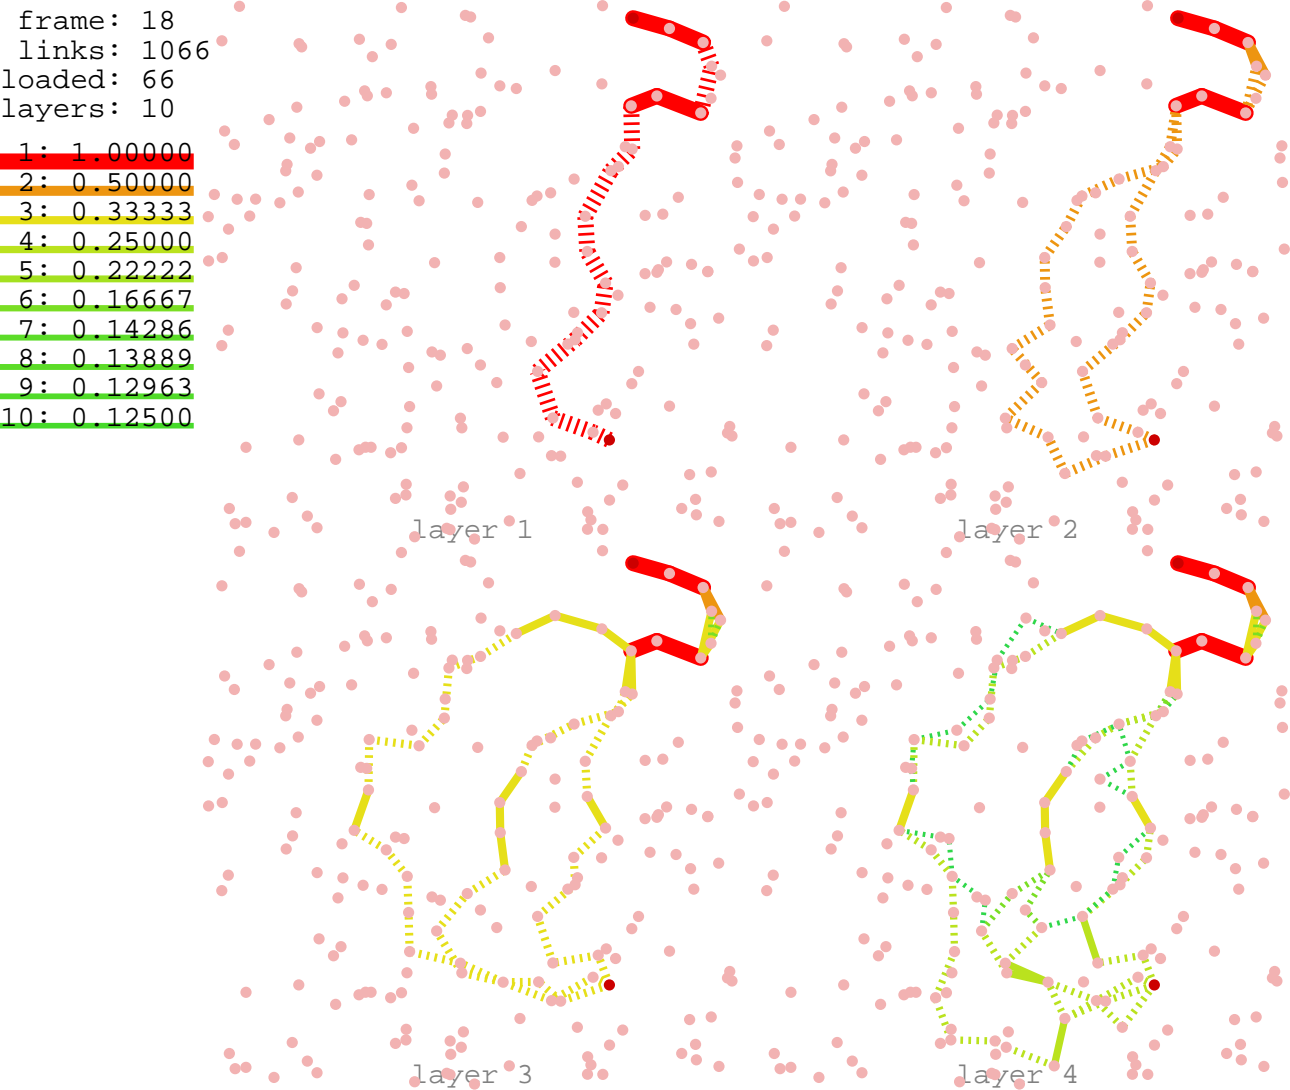 frame: 18
links: 1066
loaded: 66
layers: 10
1: 1.00000
2: 0.50000
3: 0.33333
4: 0.25000
5: 0.22222
6: 0.16667
7: 0.14286
8: 0.13889
9: 0.12963
10: 0.12500
layer 1
layer 2
layer 3
layer 4